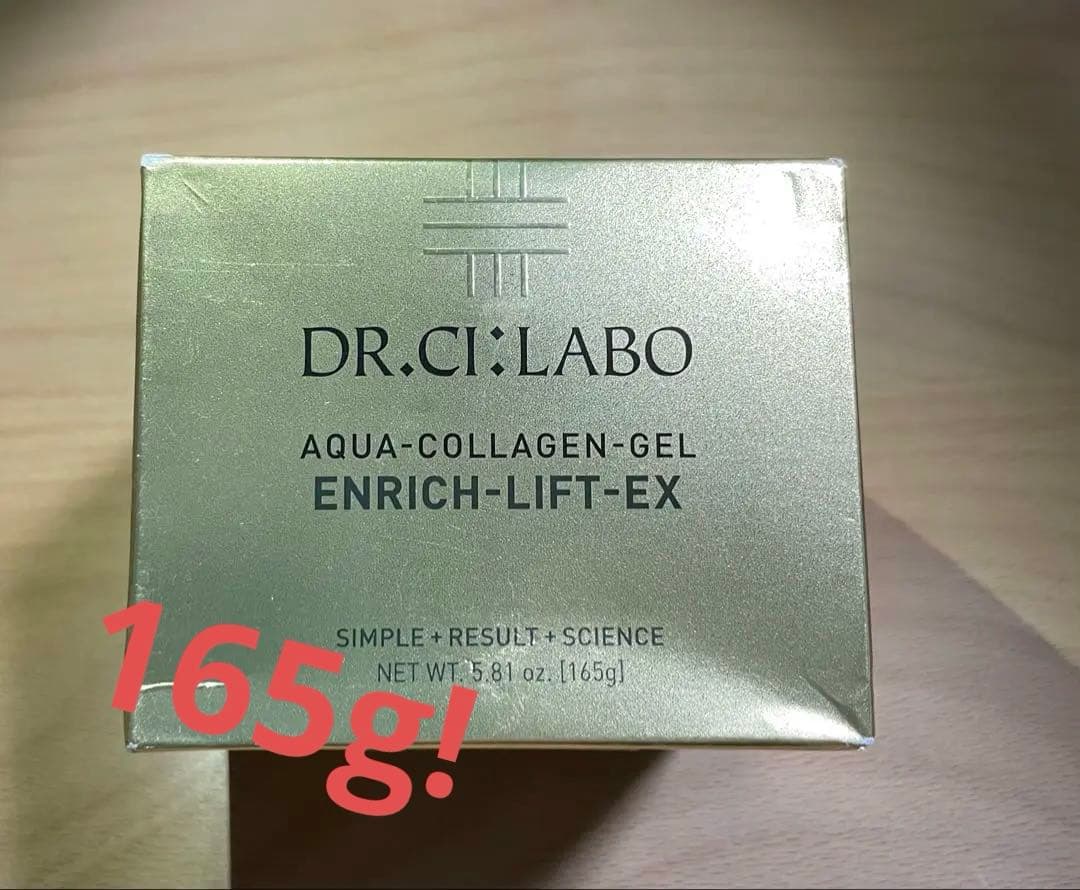 DR.CI:LABO
AQUA-COLLAGEN-GEL
ENRICH-LIFT-EX
SIMPLE + RESULT + SCIENCE
NET WT. 5.81 oz. [165g]
165g!